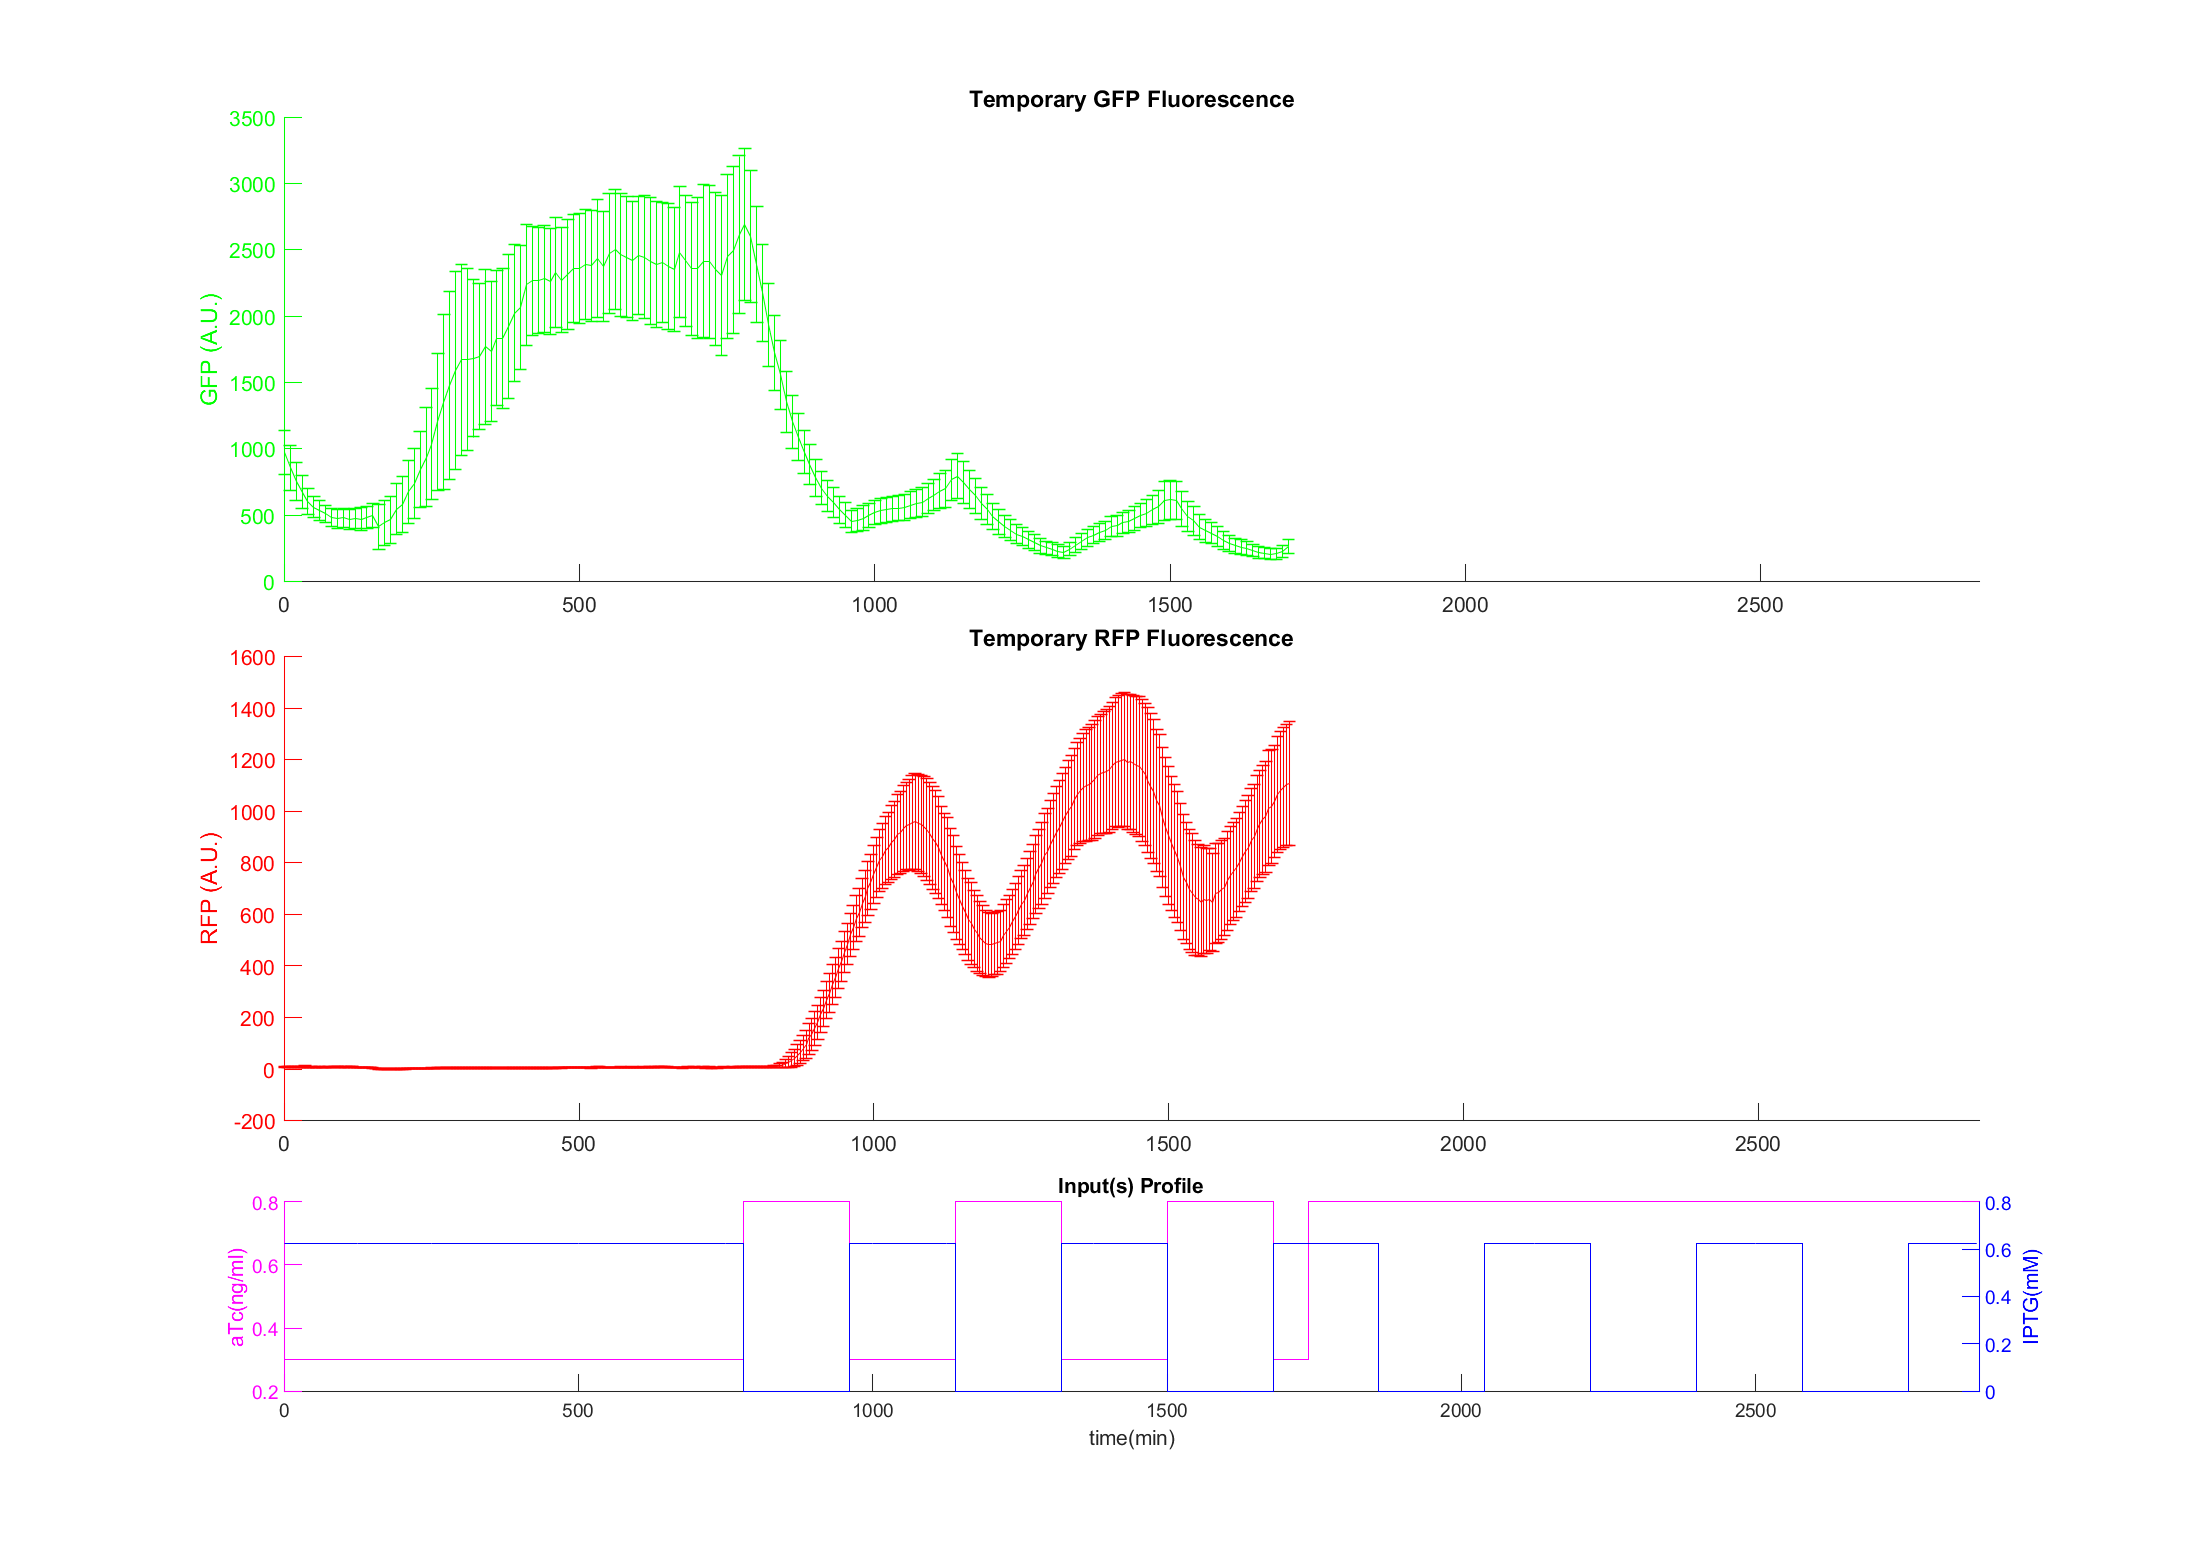 Temporary GFP Fluorescence
GFP (A.U.)
3500
3000
2500
2000
1500
1000
500
0
0 500 1000 1500 2000 2500
Temporary RFP Fluorescence
RFP (A.U.)
1600
1400
1200
1000
800
600
400
200
0
-200
0 500 1000 1500 2000 2500
Input(s) Profile
aTc(ng/ml)
0.8
0.6
0.4
0.2
IPTG(mM)
0.8
0.6
0.4
0.2
0
0 500 1000 1500 2000 2500
time(min)